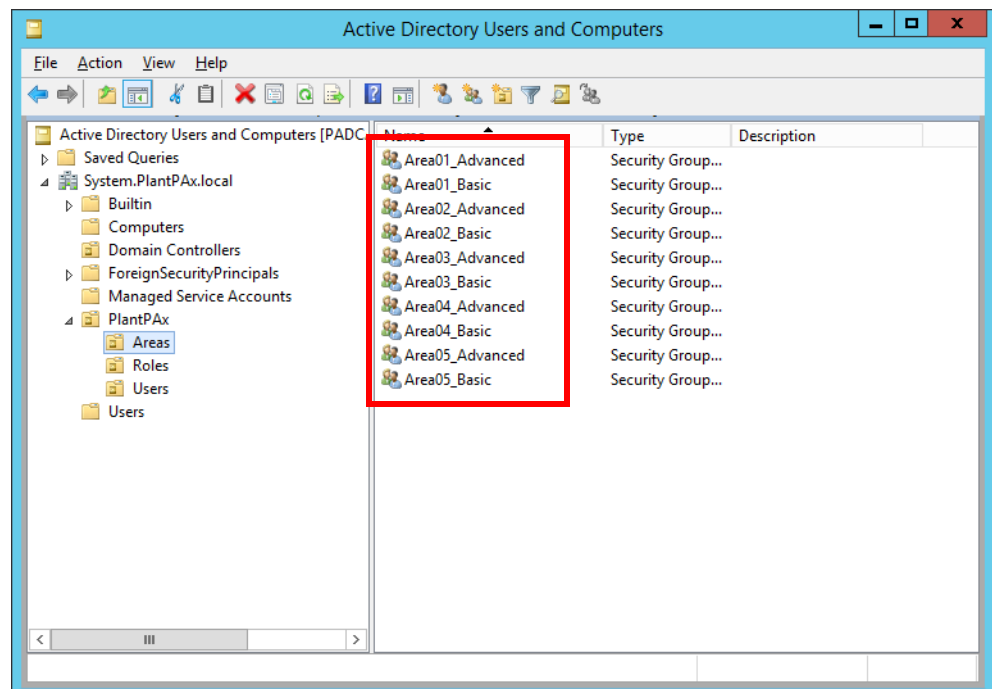 Active Directory Users and Computers
File Action View Help
Active Directory Users and Computers [PADC
Saved Queries
System.PlantPAx.local
Builtin
Computers
Domain Controllers
ForeignSecurityPrincipals
Managed Service Accounts
PlantPAx
Areas
Roles
Users
Users
Name Type Description
Area01_Advanced Security Group...
Area01_Basic Security Group...
Area02_Advanced Security Group...
Area02_Basic Security Group...
Area03_Advanced Security Group...
Area03_Basic Security Group...
Area04_Advanced Security Group...
Area04_Basic Security Group...
Area05_Advanced Security Group...
Area05_Basic Security Group...